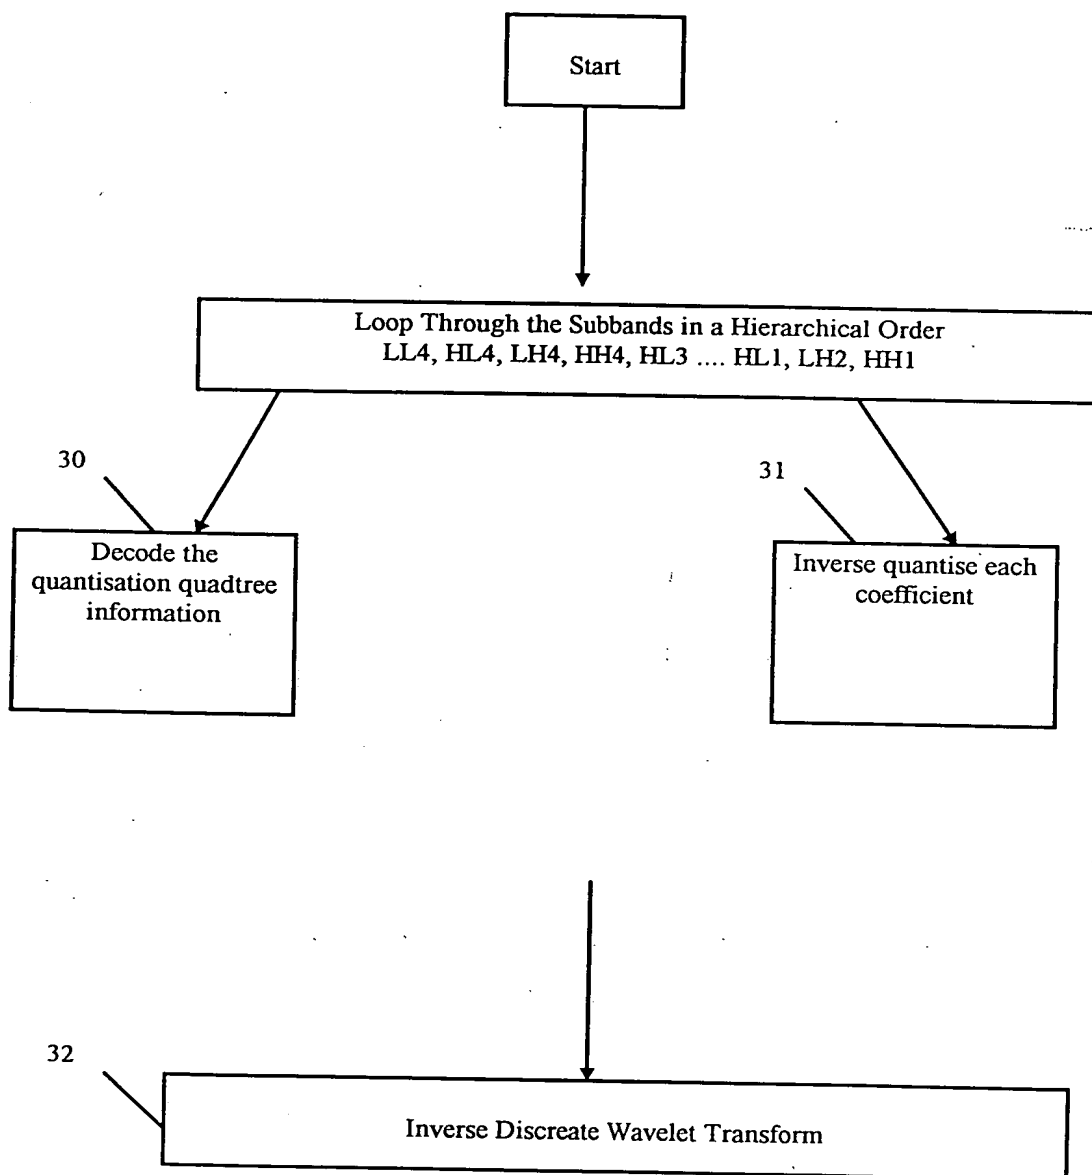 Start
Loop Through the Subbands in a Hierarchical Order
LL4, HL4, LH4, HH4, HL3 .... HL1, LH2, HH1
30
31
Decode the
quantisation quadtree
information
Inverse quantise each
coefficient
32
Inverse Discreate Wavelet Transform